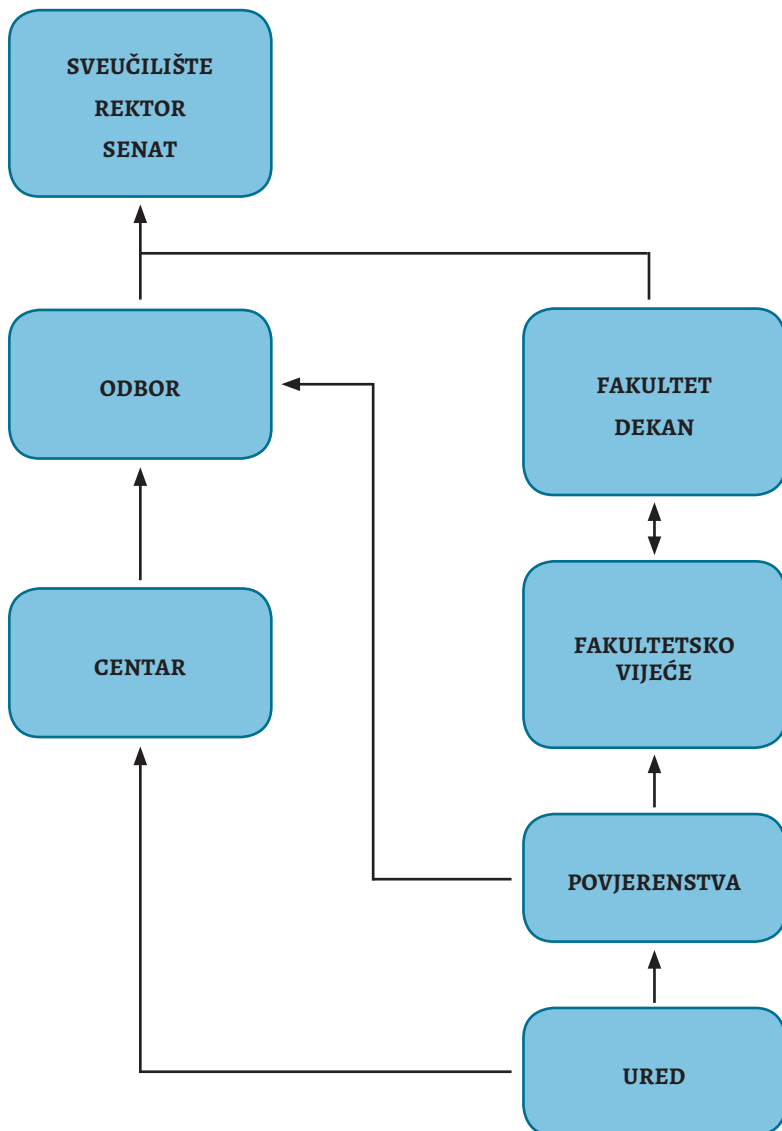 SVEUČILIŠTE
REKTOR
SENAT
ODBOR
FAKULTET
DEKAN
CENTAR
FAKULTETSKO
VIJEĆE
POVJERENSTVA
URED